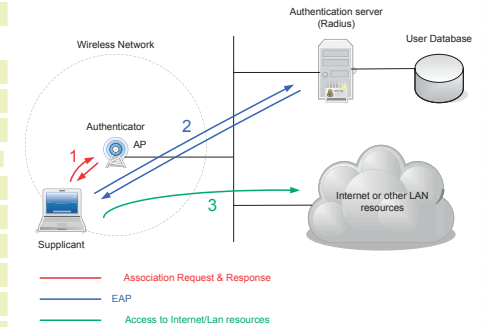 Authentication server
(Radius)
User Database
Wireless Network
Authenticator
AP
2
1
3
Internet or other LAN
resources
Supplicant
Association Request & Response
EAP
Access to Internet/Lan resources